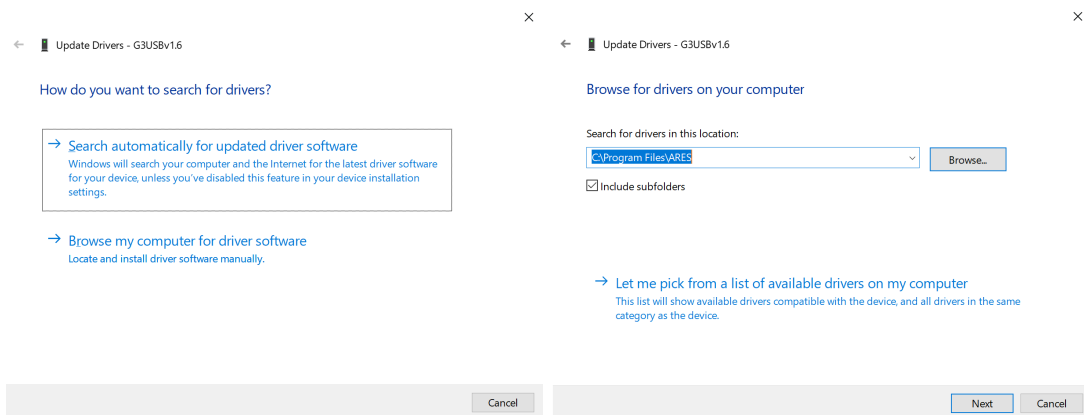 Update Drivers - G3USBv1.6
How do you want to search for drivers?
Search automatically for updated driver software
Windows will search your computer and the Internet for the latest driver software
for your device, unless you've disabled this feature in your device installation
settings.
Browse my computer for driver software
Locate and install driver software manually.
Cancel
Update Drivers - G3USBv1.6
Browse for drivers on your computer
Search for drivers in this location:
C:\Program Files\ARES
Browse...
Include subfolders
Let me pick from a list of available drivers on my computer
This list will show available drivers compatible with the device, and all drivers in the same
category as the device.
Next
Cancel